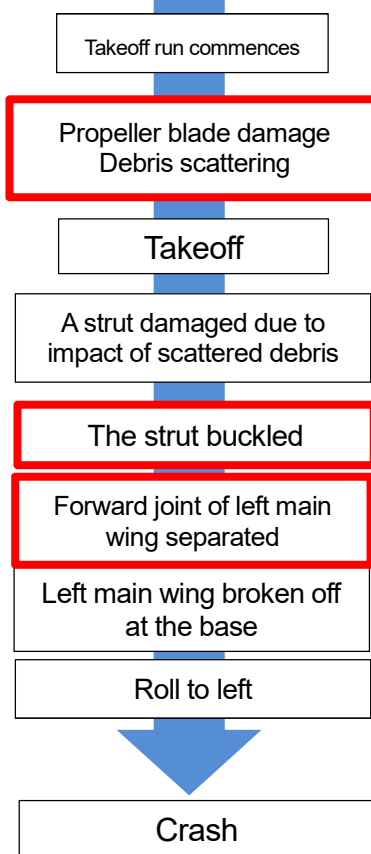 Takeoff run commences
Propeller blade damage
Debris scattering
Takeoff
A strut damaged due to
impact of scattered debris
The strut buckled
Forward joint of left main
wing separated
Left main wing broken off
at the base
Roll to left
Crash